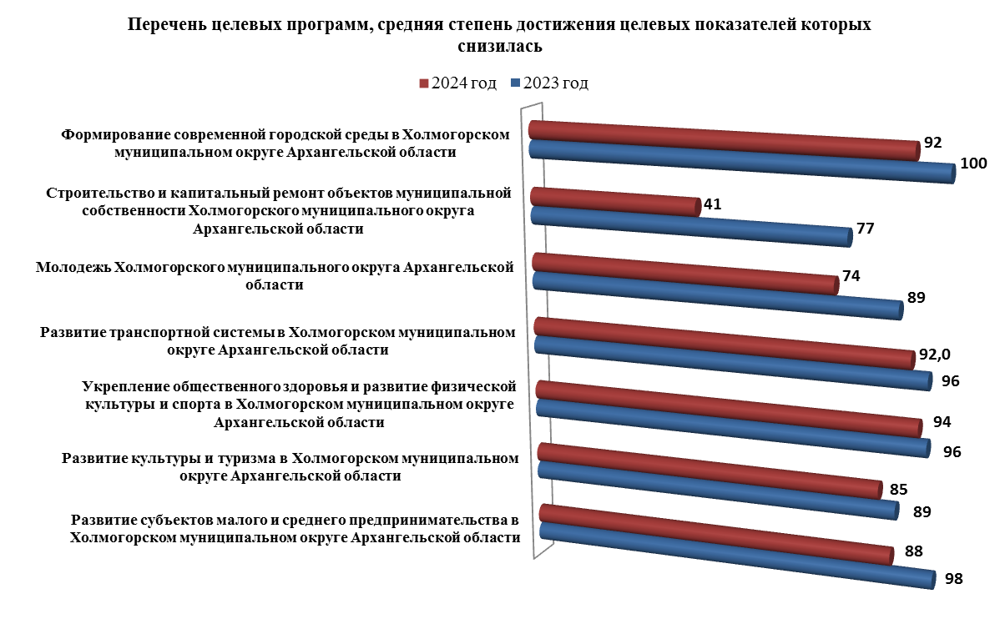 Перечень целевых программ, средняя степень достижения целевых показателей которых
снизилась
2024 год 2023 год
Формирование современной городской среды в Холмогорском
муниципальном округе Архангельской области
92
100
Строительство и капитальный ремонт объектов муниципальной
собственности Холмогорского муниципального округа
Архангельской области
41
77
Молодежь Холмогорского муниципального округа Архангельской
области
74
89
Развитие транспортной системы в Холмогорском муниципальном
округе Архангельской области
92,0
96
Укрепление общественного здоровья и развитие физической
культуры и спорта в Холмогорском муниципальном округе
Архангельской области
94
96
Развитие культуры и туризма в Холмогорском муниципальном
округе Архангельской области
85
89
Развитие субъектов малого и среднего предпринимательства в
Холмогорском муниципальном округе Архангельской области
88
98